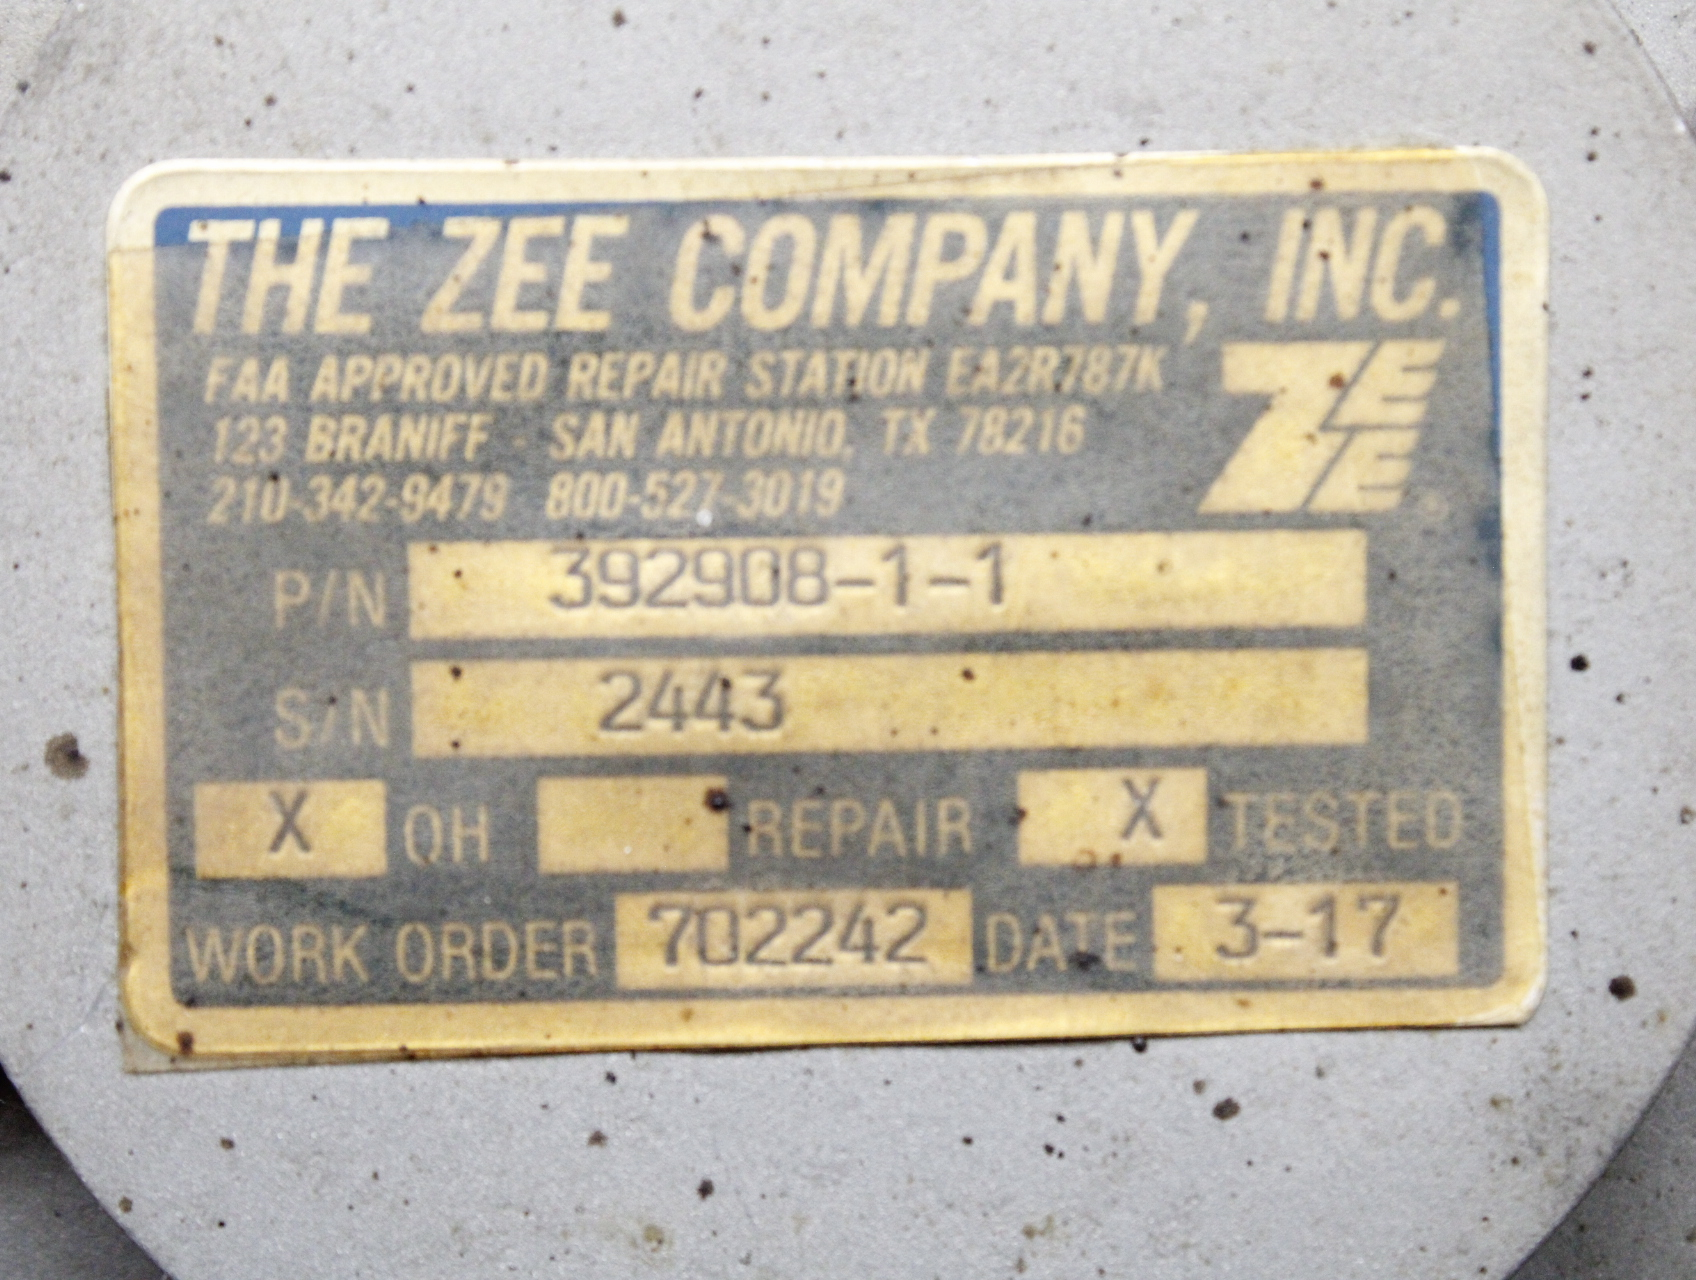 THE ZEE COMPANY, INC.
FAA APPROVED REPAIR STATION EA2R787K
123 BRANIFF - SAN ANTONIO, TX 78216
210-342-9479 800-527-3019
ZEE
P/N 392908-1-1
S/N 2443
X OH REPAIR X TESTED
WORK ORDER 702242 DATE 3-17